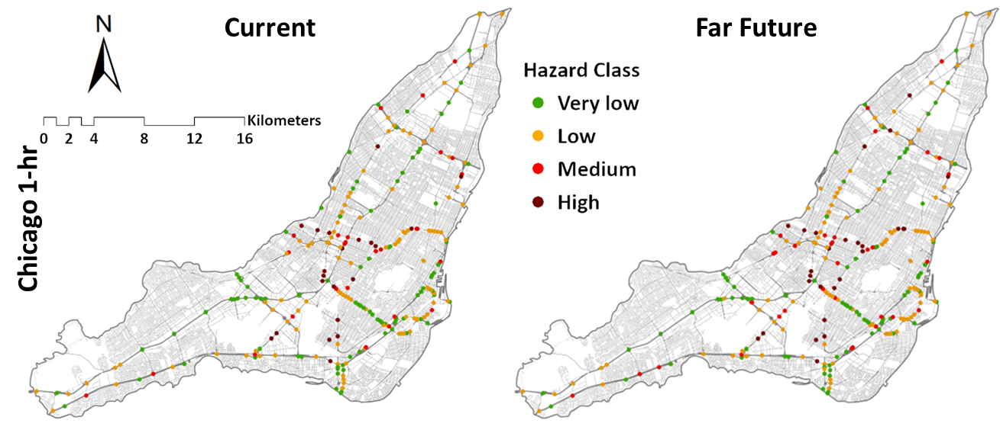 Current
Far Future
N
Hazard Class
Very low
Low
Medium
High
Kilometers
0 2 4 8 12 16
Chicago 1-hr